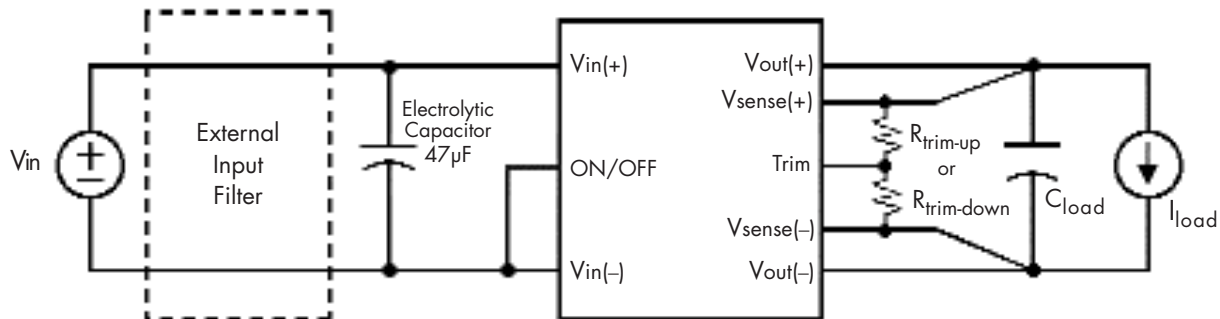 Vin
External
Input
Filter
Electrolytic
Capacitor
47µF
Vin(+)
ON/OFF
Vin(–)
Vout(+)
Vsense(+)
Trim
Vsense(–)
Vout(–)
Rtrim-up
or
Rtrim-down
Cload
Iload